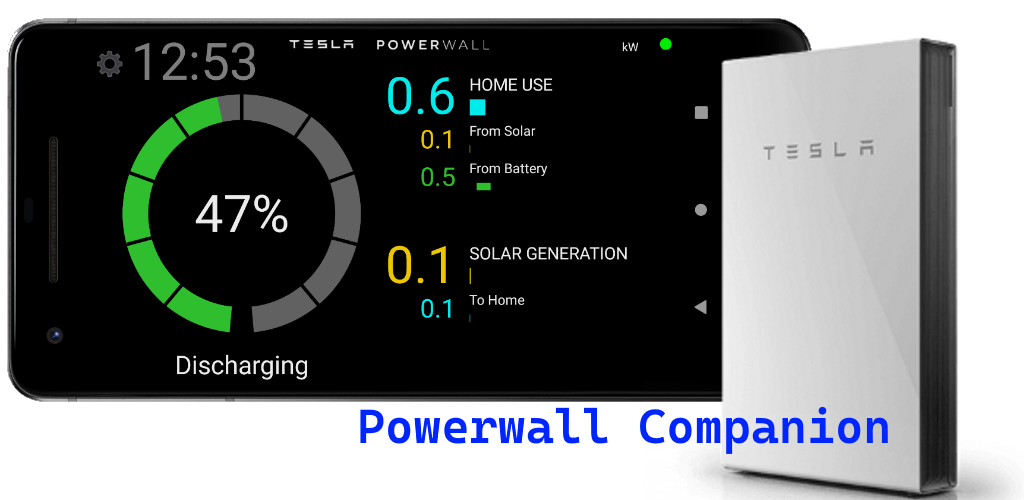 12:53
TESLA POWERWALL
kW
47%
Discharging
0.6 HOME USE
0.1 From Solar
0.5 From Battery
0.1 SOLAR GENERATION
0.1 To Home
TESLA
Powerwall Companion